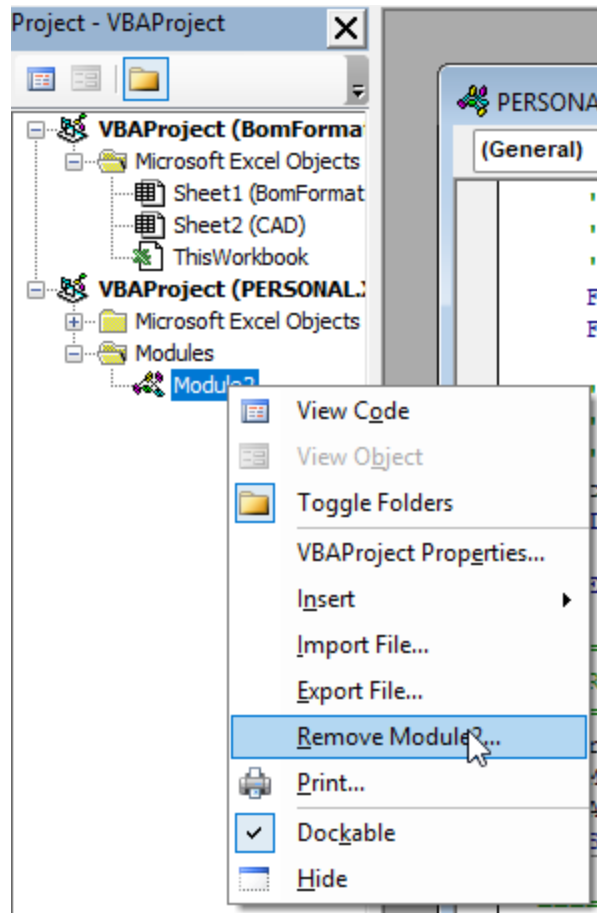 Project - VBAProject
PERSONA
(General)
VBAProject (BomFormat
Microsoft Excel Objects
Sheet1 (BomFormat
Sheet2 (CAD)
ThisWorkbook
VBAProject (PERSONAL.
Microsoft Excel Objects
Modules
Module2
View Code
View Object
Toggle Folders
VBAProject Properties...
Insert
Import File...
Export File...
Remove Module2...
Print...
Dockable
Hide